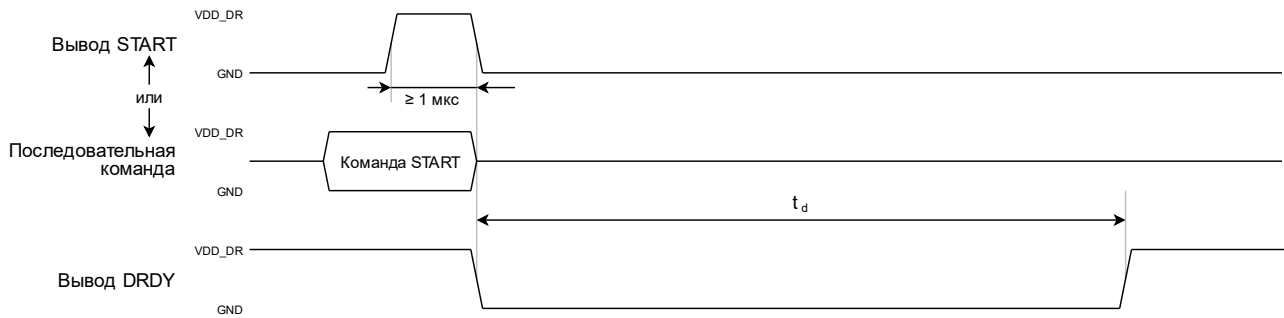 VDD_DR
Вывод START
GND
или
≥ 1 мкс
VDD_DR
Последовательная
команда
Команда START
GND
t d
VDD_DR
Вывод DRDY
GND